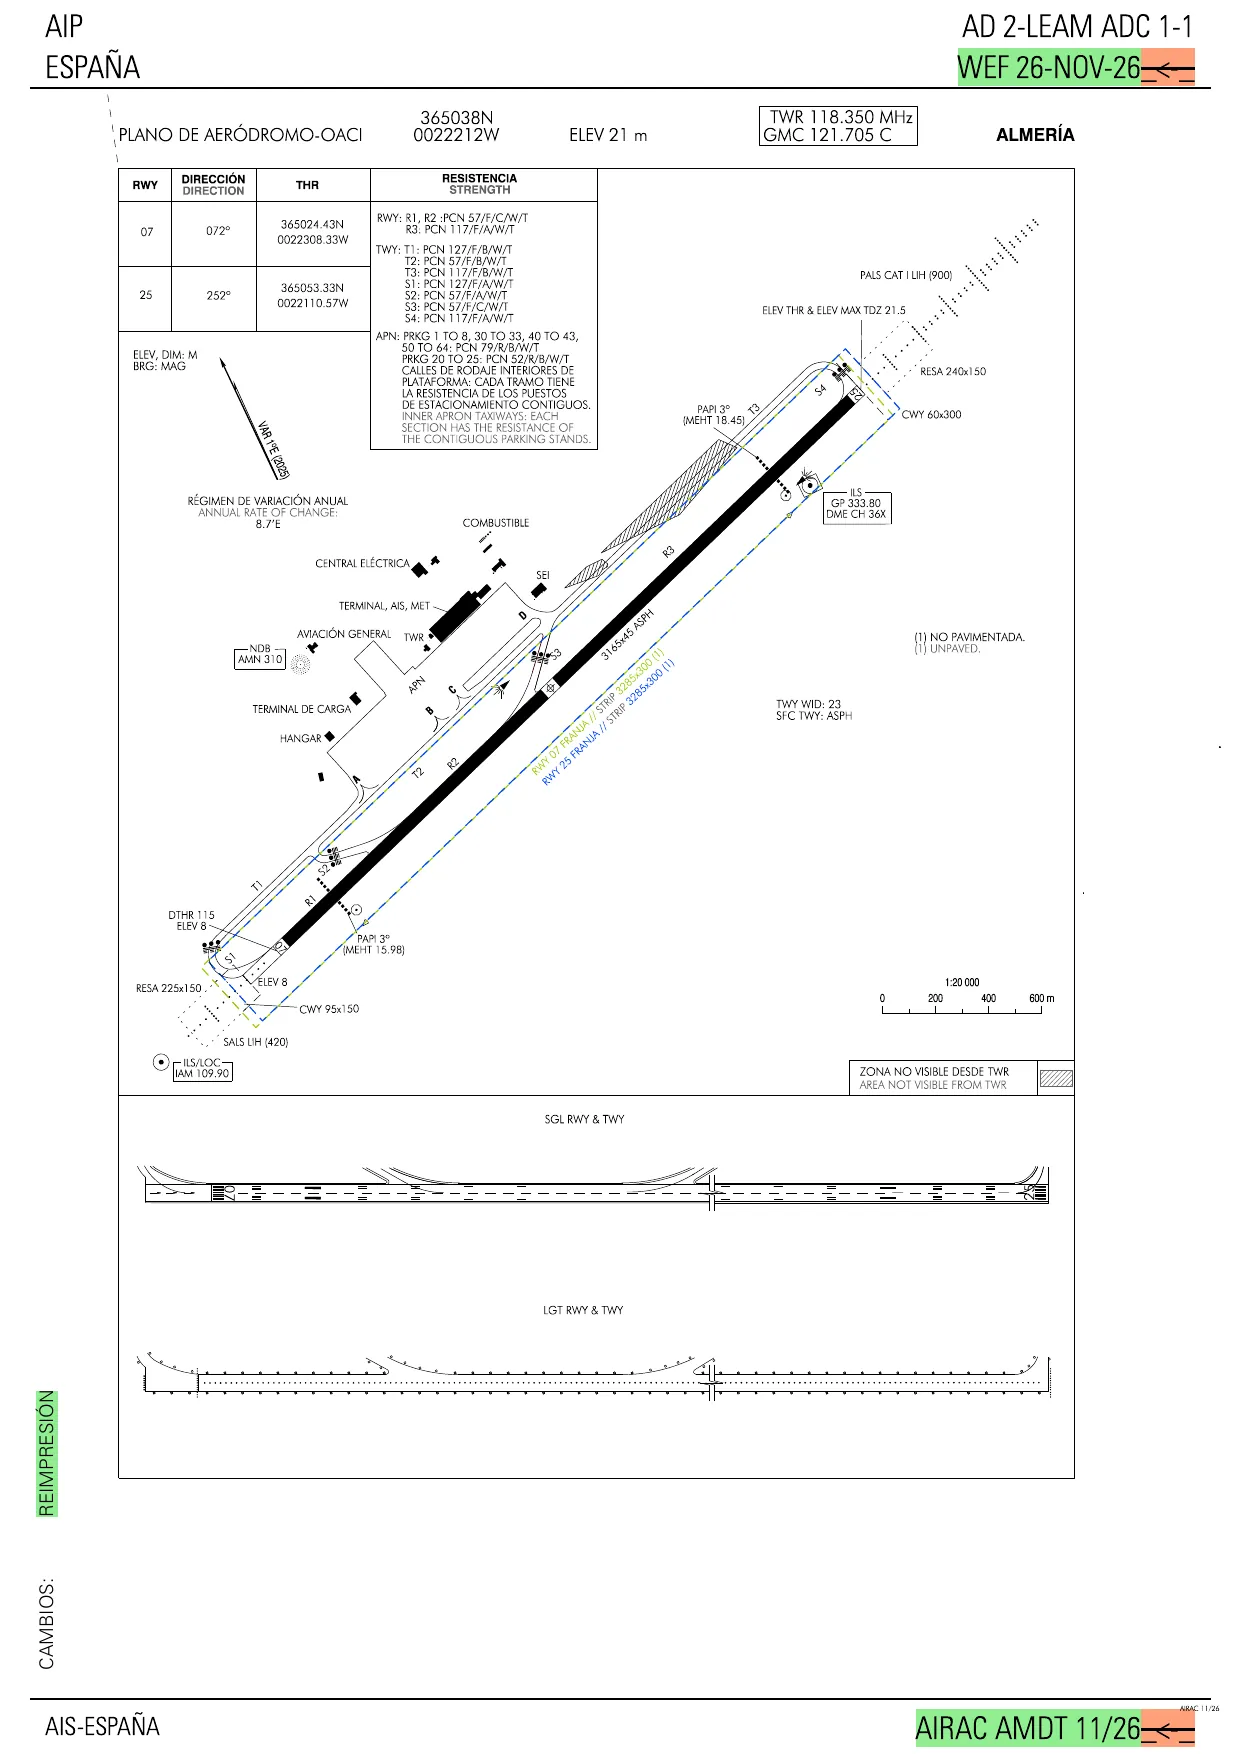 AIP
ESPAÑA
AD 2-LEAM ADC 1-1
WEF 26-NOV-26
PLANO DE AERÓDROMO-OACI
365038N
0022212W
ELEV 21 m
TWR 118.350 MHz
GMC 121.705 C
ALMERÍA
RWY
DIRECCIÓN
DIRECTION
THR
RESISTENCIA
STRENGTH
07
072º
365024.43N
0022308.33W
25
252º
365053.33N
0022110.57W
RWY: R1, R2 :PCN 57/F/C/W/T
R3: PCN 117/F/A/W/T
TWY: T1: PCN 127/F/B/W/T
T2: PCN 57/F/B/W/T
T3: PCN 117/F/B/W/T
S1: PCN 127/F/A/W/T
S2: PCN 57/F/A/W/T
S3: PCN 57/F/C/W/T
S4: PCN 117/F/A/W/T
APN: PRKG 1 TO 8, 30 TO 33, 40 TO 43,
50 TO 64: PCN 79/R/B/W/T
PRKG 20 TO 25: PCN 52/R/B/W/T
CALLES DE RODAJE INTERIORES DE
PLATAFORMA: CADA TRAMO TIENE
LA RESISTENCIA DE LOS PUESTOS
DE ESTACIONAMIENTO CONTIGUOS.
INNER APRON TAXIWAYS: EACH
SECTION HAS THE RESISTANCE OF
THE CONTIGUOUS PARKING STANDS.
ELEV, DIM: M
BRG: MAG
VAR 1ºE (2025)
RÉGIMEN DE VARIACIÓN ANUAL
ANNUAL RATE OF CHANGE:
8.7'E
PALS CAT I LIH (900)
ELEV THR & ELEV MAX TDZ 21.5
RESA 240x150
CWY 60x300
S4
25
T3
PAPI 3º
(MEHT 18.45)
ILS
GP 333.80
DME CH 36X
R3
COMBUSTIBLE
CENTRAL ELÉCTRICA
SEI
TERMINAL, AIS, MET
D
AVIACIÓN GENERAL
TWR
NDB
AMN 310
S3
3165x45 ASPH
(1) NO PAVIMENTADA.
(1) UNPAVED.
APN
C
B
TERMINAL DE CARGA
HANGAR
RWY 07 FRANJA // STRIP 3285x300 (1)
RWY 25 FRANJA // STRIP 3285x300 (1)
TWY WID: 23
SFC TWY: ASPH
A
T2
R2
T1
S2
R1
DTHR 115
ELEV 8
07
PAPI 3º
(MEHT 15.98)
S1
ELEV 8
RESA 225x150
CWY 95x150
SALS LIH (420)
ILS/LOC
IAM 109.90
1:20 000
0 200 400 600 m
ZONA NO VISIBLE DESDE TWR
AREA NOT VISIBLE FROM TWR
SGL RWY & TWY
07
25
LGT RWY & TWY
CAMBIOS: REIMPRESIÓN
AIRAC 11/26
AIS-ESPAÑA
AIRAC AMDT 11/26